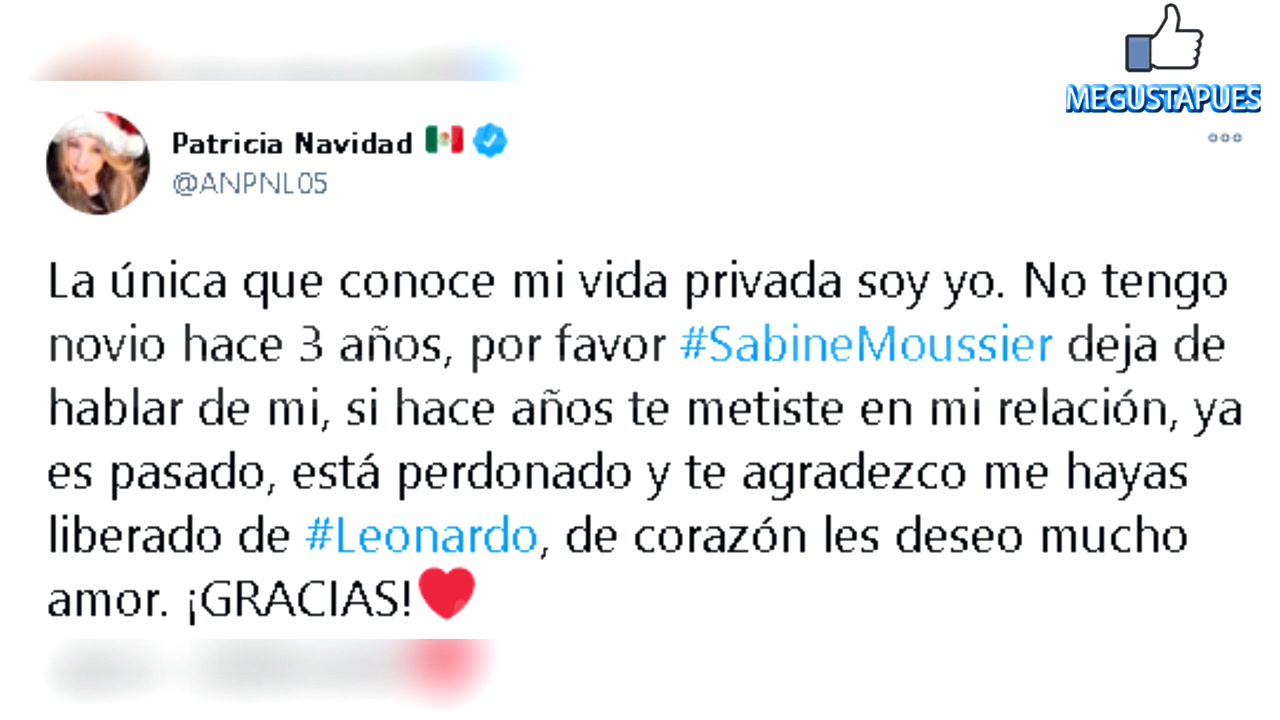 MEGUSTAPUES
Patricia Navidad
@ANPNL05
La única que conoce mi vida privada soy yo. No tengo
novio hace 3 años, por favor #SabineMoussier deja de
hablar de mi, si hace años te metiste en mi relación, ya
es pasado, está perdonado y te agradezco me hayas
liberado de #Leonardo, de corazón les deseo mucho
amor. ¡GRACIAS!